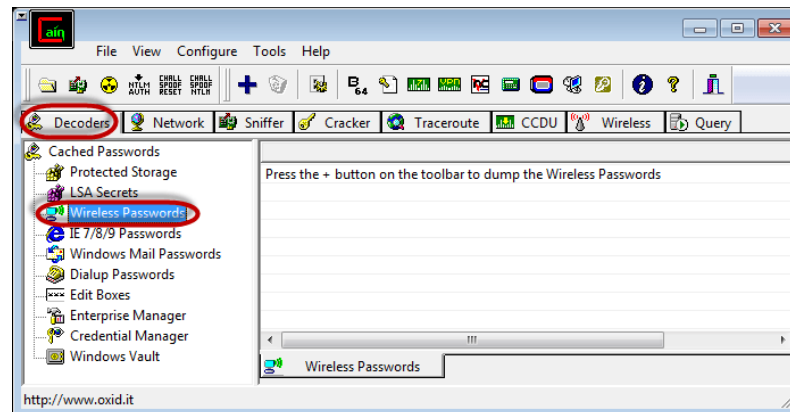 Caín
File View Configure Tools Help
NTLM AUTH CHALL SPOOF RESET CHALL SPOOF NTLM B64
Decoders Network Sniffer Cracker Traceroute CCDU Wireless Query
Cached Passwords
Protected Storage
LSA Secrets
Wireless Passwords
IE 7/8/9 Passwords
Windows Mail Passwords
Dialup Passwords
Edit Boxes
Enterprise Manager
Credential Manager
Windows Vault
Press the + button on the toolbar to dump the Wireless Passwords
Wireless Passwords
http://www.oxid.it